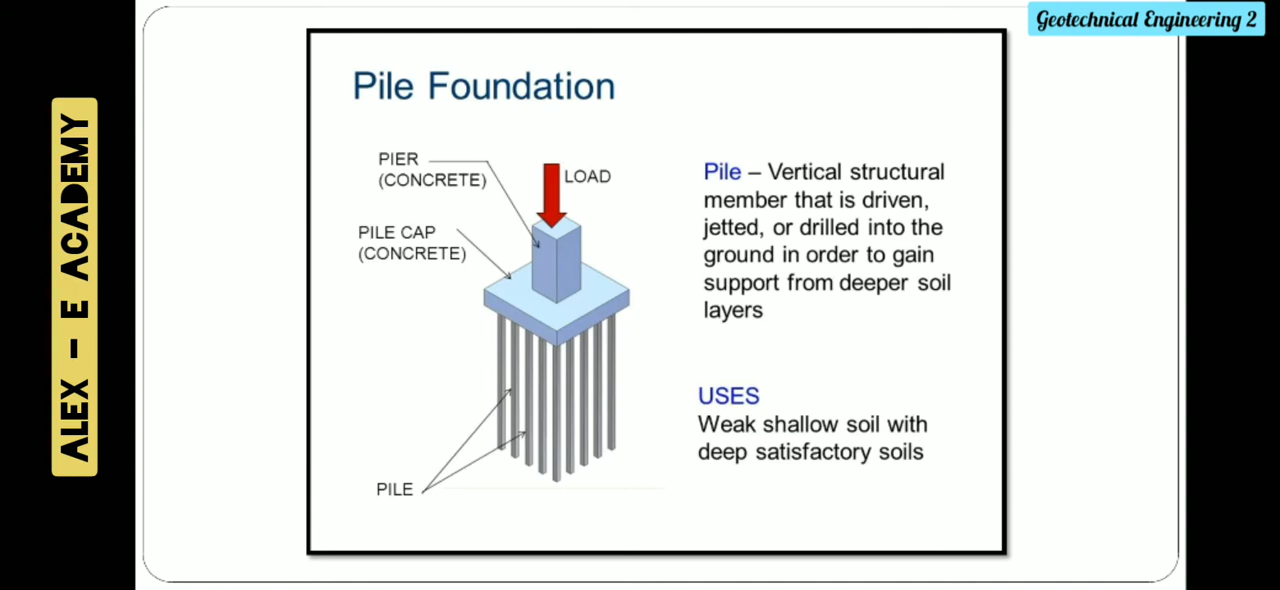 Geotechnical Engineering 2
ALEX - E ACADEMY
Pile Foundation
PIER
(CONCRETE)
LOAD
PILE CAP
(CONCRETE)
PILE
Pile – Vertical structural
member that is driven,
jetted, or drilled into the
ground in order to gain
support from deeper soil
layers
USES
Weak shallow soil with
deep satisfactory soils